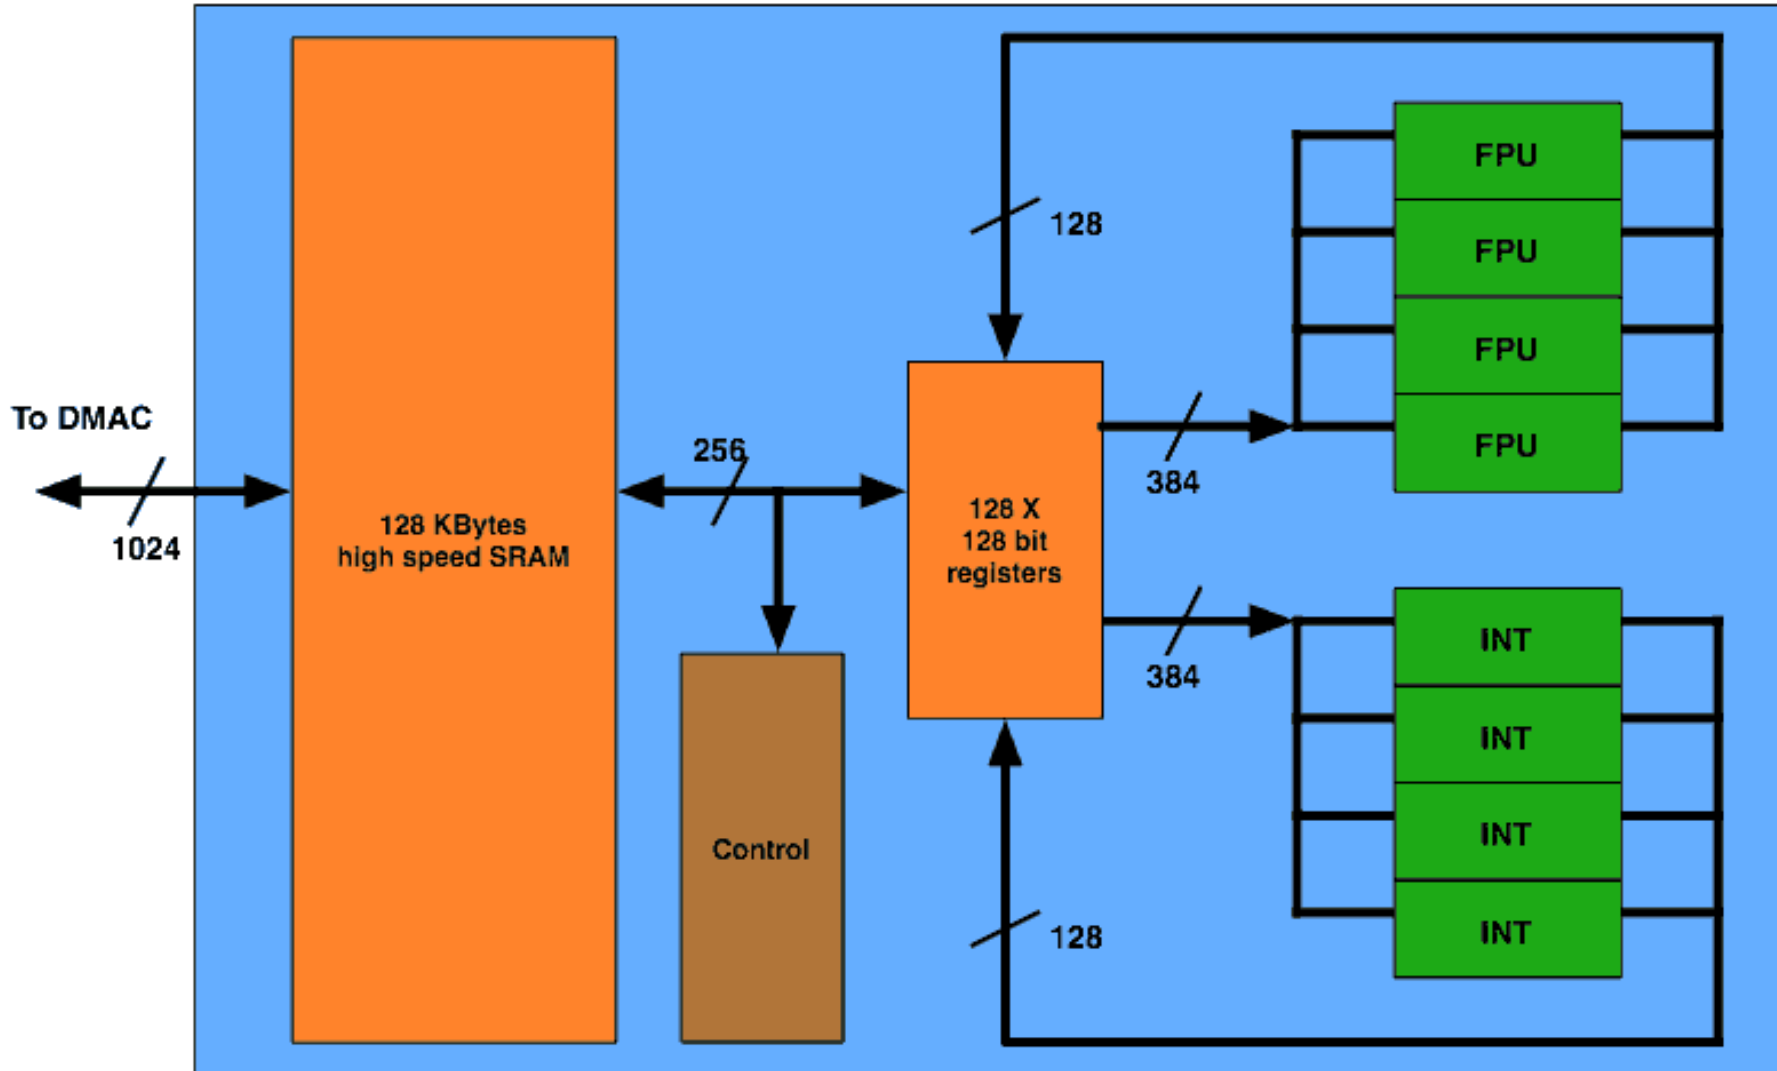 To DMAC
1024
128 KBytes
high speed SRAM
256
Control
128
128 X
128 bit
registers
384
384
128
FPU
FPU
FPU
FPU
INT
INT
INT
INT